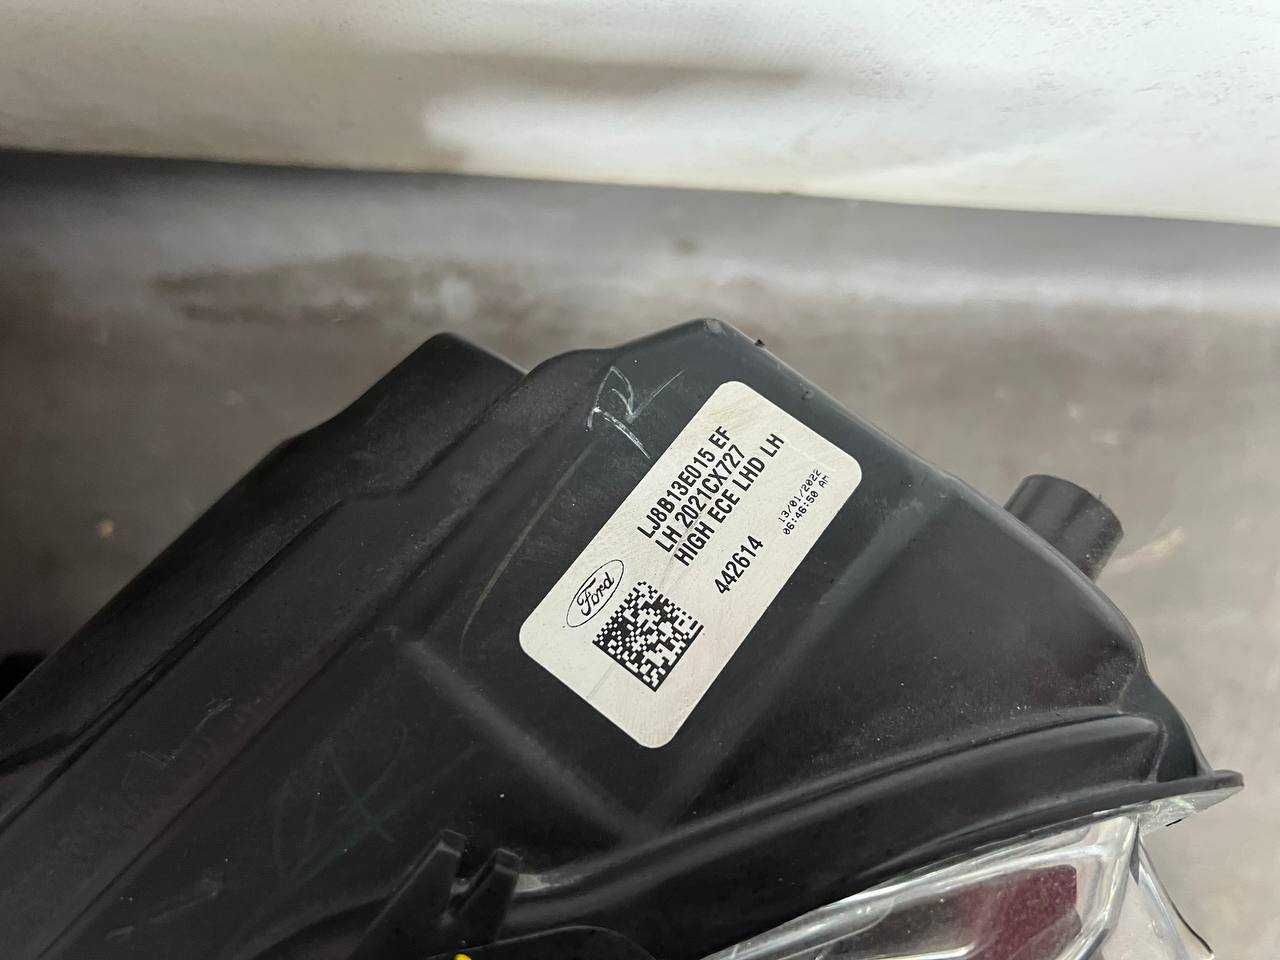 LJ8B13E015 EF
LH 2021CX727
HIGH ECE LHD LH
442614
13/01/2022
06:46:50 AM
Ford